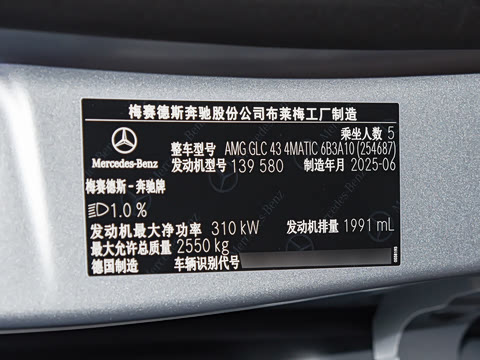 梅赛德斯奔驰股份公司布莱梅工厂制造
乘坐人数 5
整车型号 AMG GLC 43 4MATIC 6B3A10 (254687)
Mercedes-Benz
发动机型号 139 580 制造年月 2025-06
梅赛德斯－奔驰牌
1.0 %
发动机最大净功率 310 kW 发动机排量 1991 mL
最大允许总质量 2550 kg
德国制造 车辆识别代号